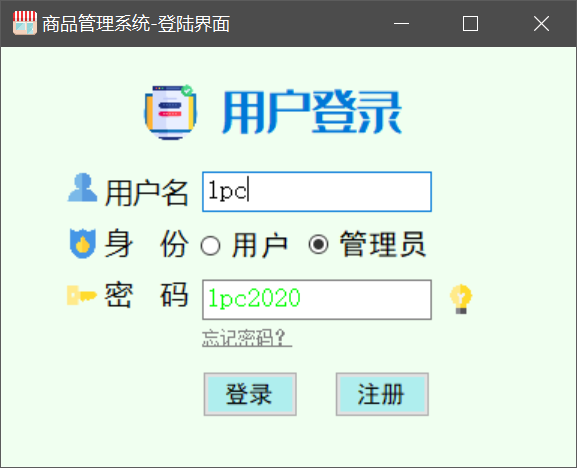 商品管理系统-登陆界面
用户登录
用户名 1pc
身 份 用户 管理员
密 码 1pc2020
忘记密码?
登录 注册